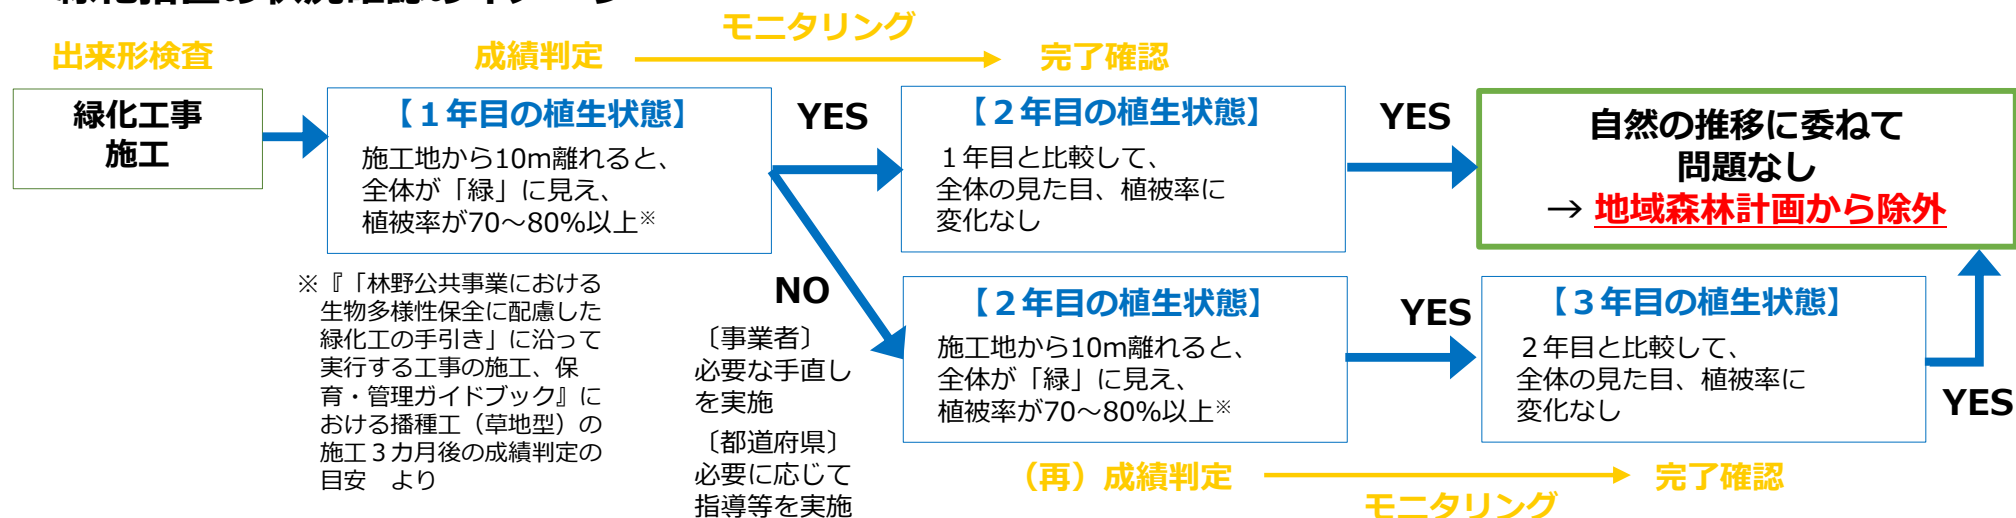 緑化措置の状況確認のイメージ
モニタリング
出来形検査
成績判定
完了確認
緑化工事
施工
【１年目の植生状態】
施工地から10m離れると、
全体が「緑」に見え、
植被率が70～80%以上※
YES
【２年目の植生状態】
１年目と比較して、
全体の見た目、植被率に
変化なし
YES
自然の推移に委ねて
問題なし
→ 地域森林計画から除外
※『「林野公共事業における
生物多様性保全に配慮した
緑化工の手引き」に沿って
実行する工事の施工、保
育・管理ガイドブック』に
おける播種工（草地型）の
施工３カ月後の成績判定の
目安　より
NO
〔事業者〕
必要な手直し
を実施
〔都道府県〕
必要に応じて
指導等を実施
【２年目の植生状態】
施工地から10m離れると、
全体が「緑」に見え、
植被率が70～80%以上※
YES
【３年目の植生状態】
２年目と比較して、
全体の見た目、植被率に
変化なし
YES
（再）成績判定
完了確認
モニタリング